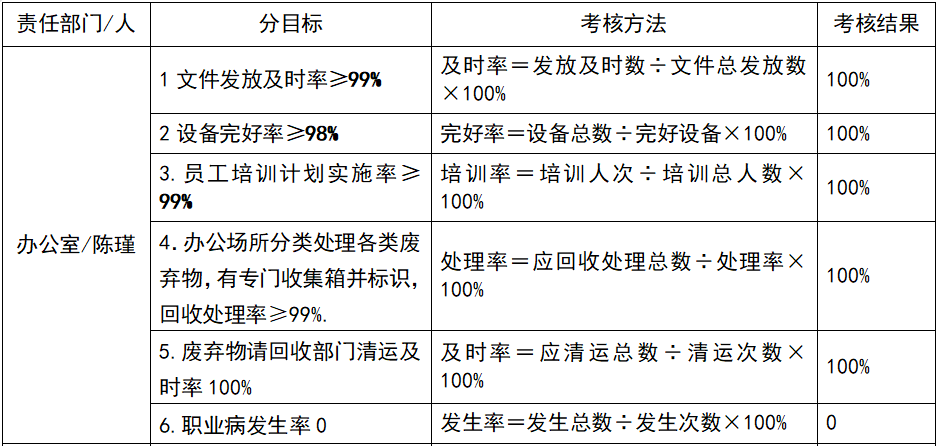 责任部门/人 分目标 考核方法 考核结果
办公室/陈瑾
1文件发放及时率≥99%
及时率＝发放及时数÷文件总发放数
×100%
100%
2设备完好率≥98%
完好率＝设备总数÷完好设备×100%
100%
3.员工培训计划实施率≥
99%
培训率＝培训人次÷培训总人数×
100%
100%
4.办公场所分类处理各类废
弃物,有专门收集箱并标识,
回收处理率≥99%.
处理率＝应回收处理总数÷处理率×
100%
100%
5.废弃物请回收部门清运及
时率100%
及时率＝应清运总数÷清运次数×
100%
100%
6.职业病发生率0
发生率＝发生总数÷发生次数×100%
0